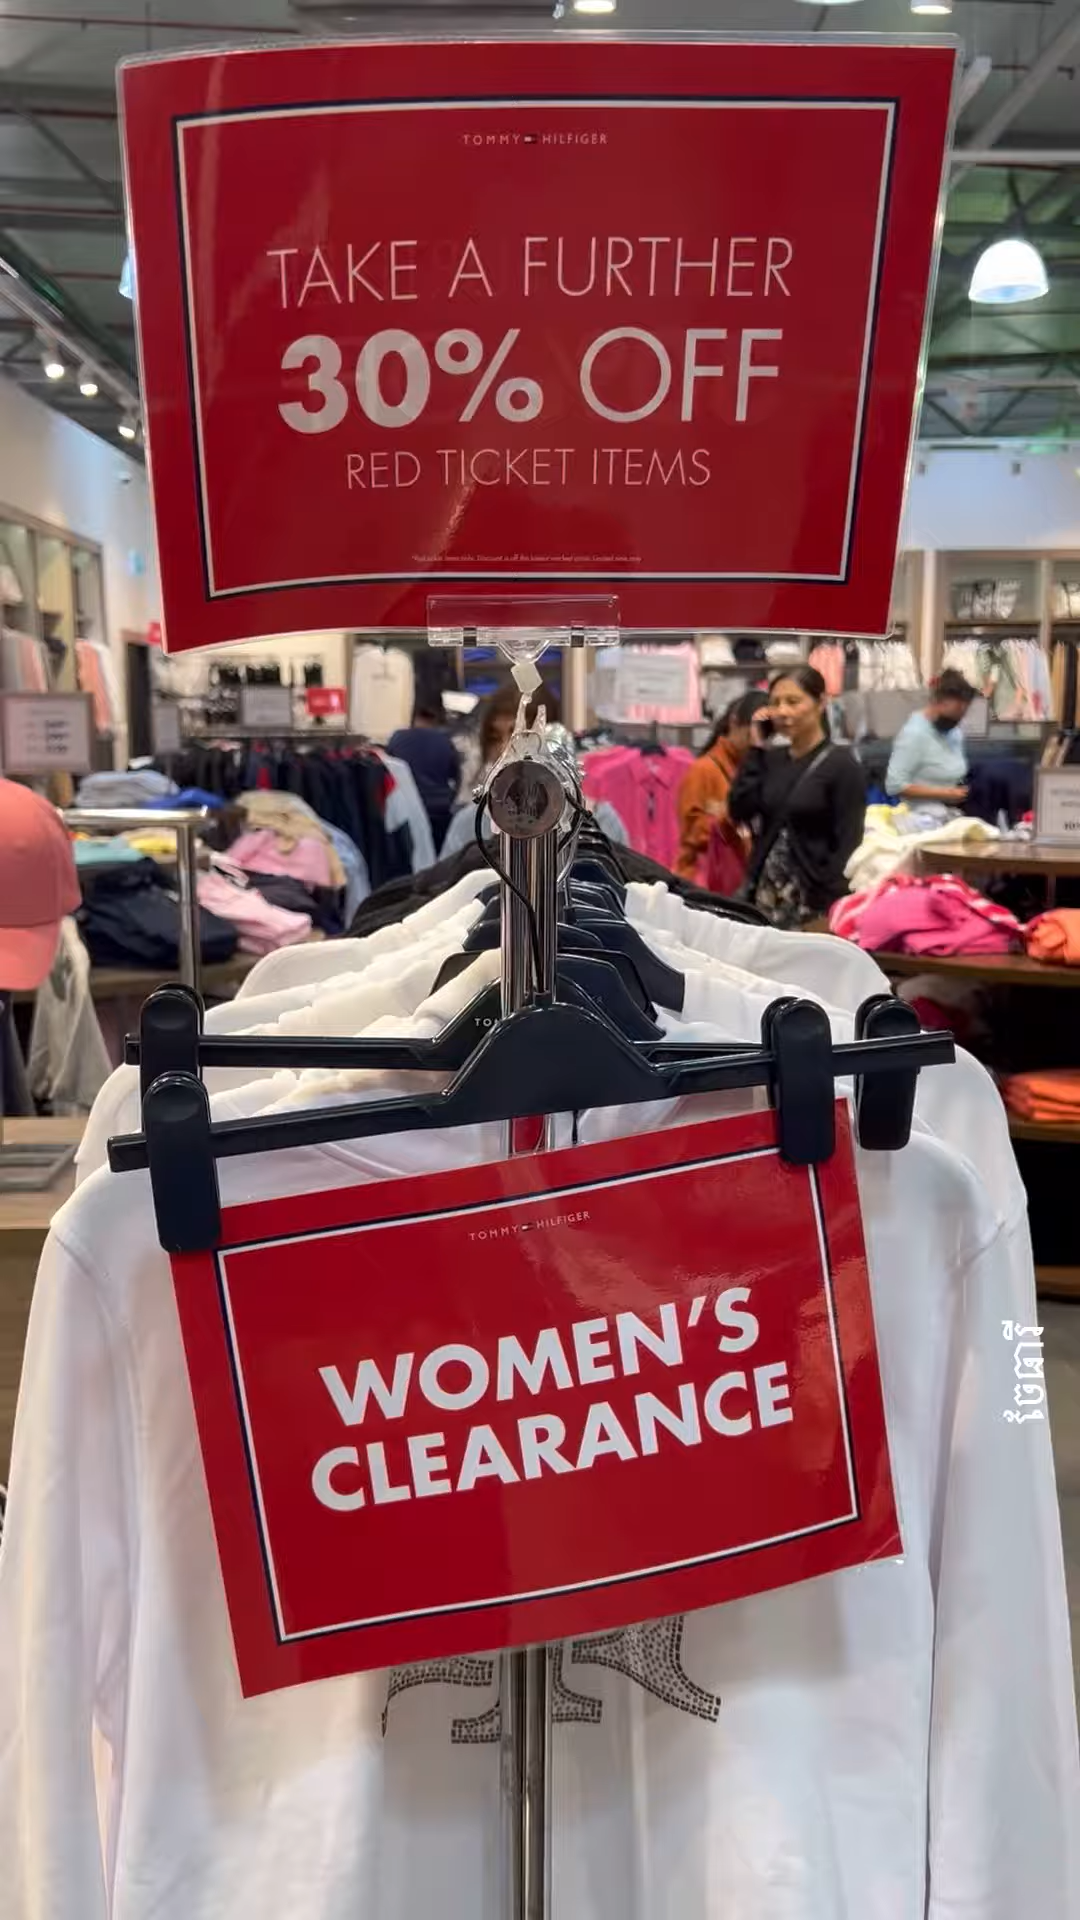 TOMMY HILFIGER
TAKE A FURTHER
30% OFF
RED TICKET ITEMS
TOMMY HILFIGER
WOMEN'S
CLEARANCE